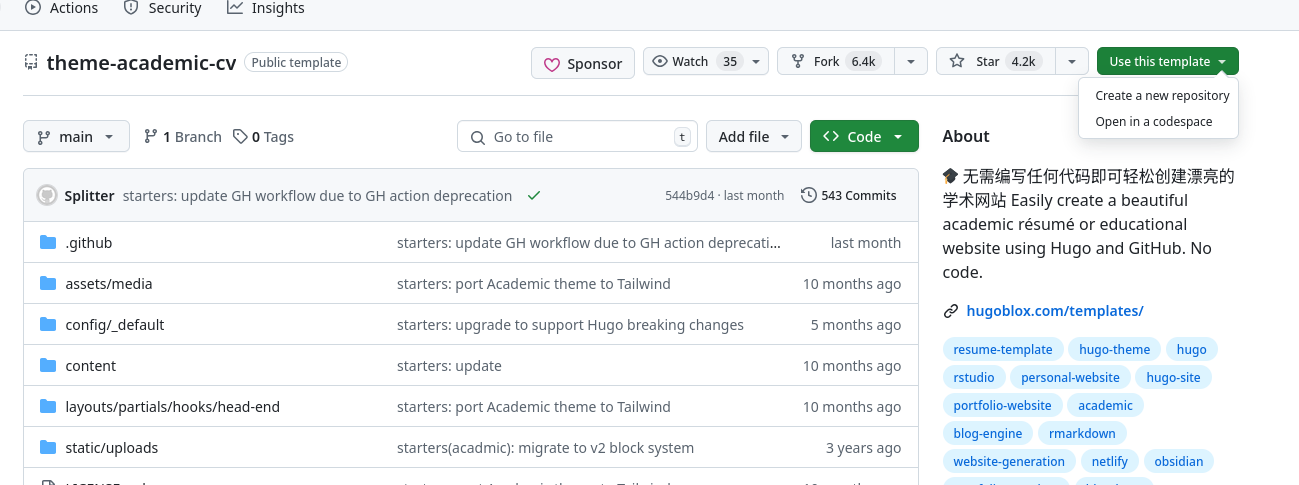 Actions
Security
Insights
theme-academic-cv
Public template
Sponsor
Watch 35
Fork 6.4k
Star 4.2k
Use this template
Create a new repository
Open in a codespace
main
1 Branch
0 Tags
Go to file
t
Add file
Code
Splitter starters: update GH workflow due to GH action deprecation
544b9d4 · last month
543 Commits
.github starters: update GH workflow due to GH action deprecati... last month
assets/media starters: port Academic theme to Tailwind 10 months ago
config/_default starters: upgrade to support Hugo breaking changes 5 months ago
content starters: update 10 months ago
layouts/partials/hooks/head-end starters: port Academic theme to Tailwind 10 months ago
static/uploads starters(acadmic): migrate to v2 block system 3 years ago
About
🎓 无需编写任何代码即可轻松创建漂亮的
学术网站 Easily create a beautiful
academic résumé or educational
website using Hugo and GitHub. No
code.
hugoblox.com/templates/
resume-template hugo-theme hugo
rstudio personal-website hugo-site
portfolio-website academic
blog-engine rmarkdown
website-generation netlify obsidian